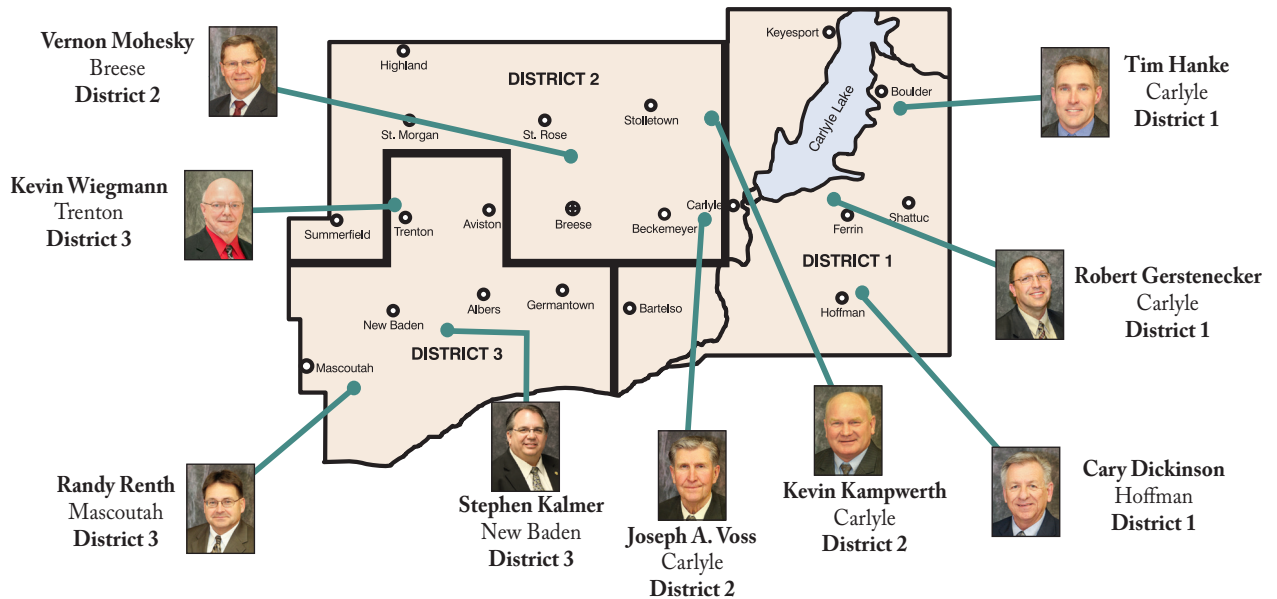 Vernon Mohesky
Breese
District 2
Kevin Wiegmann
Trenton
District 3
Randy Renth
Mascoutah
District 3
Stephen Kalmer
New Baden
District 3
Joseph A. Voss
Carlyle
District 2
Kevin Kampwerth
Carlyle
District 2
Cary Dickinson
Hoffman
District 1
Robert Gerstenecker
Carlyle
District 1
Tim Hanke
Carlyle
District 1
DISTRICT 2
Highland
St. Morgan
St. Rose
Stolletown
Summerfield
Trenton
Aviston
Breese
Beckemeyer
Carlyle
Keyesport
Boulder
Carlyle Lake
Shattuc
Ferrin
DISTRICT 1
Hoffman
Bartelso
Germantown
Albers
New Baden
DISTRICT 3
Mascoutah